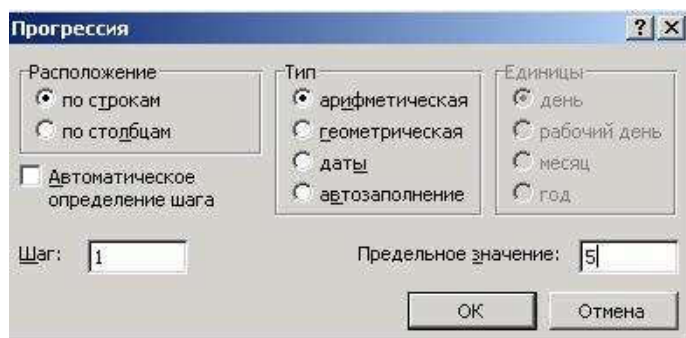 Прогрессия
Расположение
по строкам
по столбцам
Автоматическое
определение шага
Тип
арифметическая
геометрическая
даты
автозаполнение
Единицы
день
рабочий день
месяц
год
Шаг: 1
Предельное значение: 5
ОК
Отмена